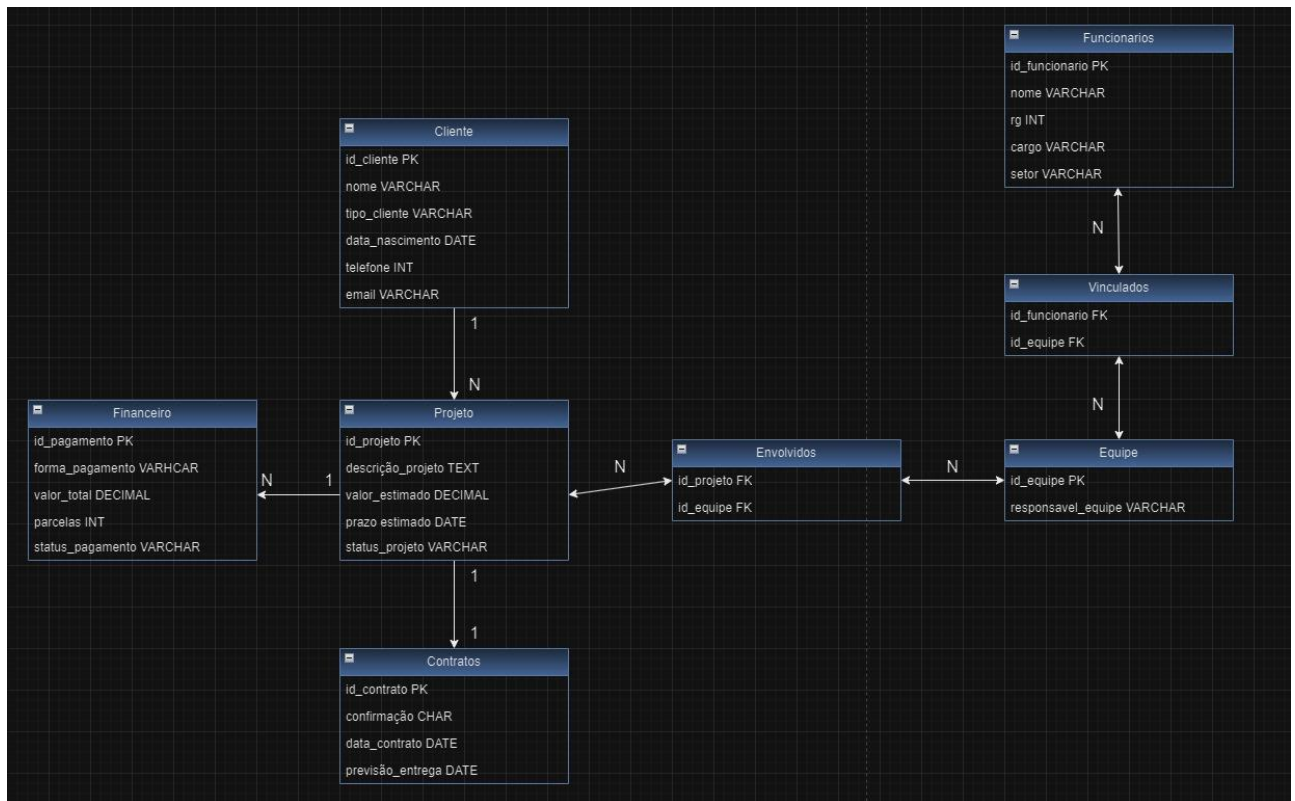 Funcionarios
id_funcionario PK
nome VARCHAR
rg INT
cargo VARCHAR
setor VARCHAR
N
Vinculados
id_funcionario FK
id_equipe FK
N
Equipe
id_equipe PK
responsavel_equipe VARCHAR
N
Envolvidos
id_projeto FK
id_equipe FK
N
Cliente
id_cliente PK
nome VARCHAR
tipo_cliente VARCHAR
data_nascimento DATE
telefone INT
email VARCHAR
1
N
Projeto
id_projeto PK
descrição_projeto TEXT
valor_estimado DECIMAL
prazo estimado DATE
status_projeto VARCHAR
1
N
Financeiro
id_pagamento PK
forma_pagamento VARHCAR
valor_total DECIMAL
parcelas INT
status_pagamento VARCHAR
1
1
Contratos
id_contrato PK
confirmação CHAR
data_contrato DATE
previsão_entrega DATE